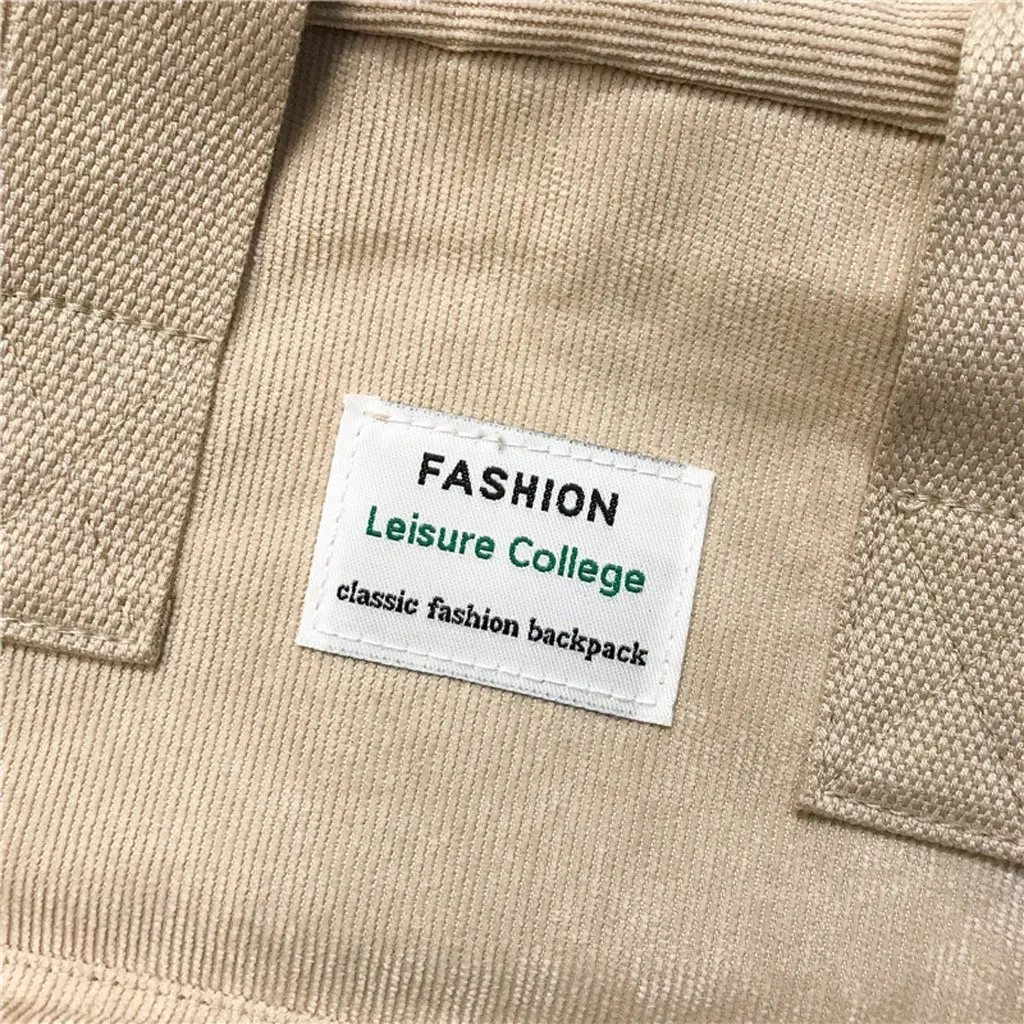 FASHION
Leisure College
classic fashion backpack